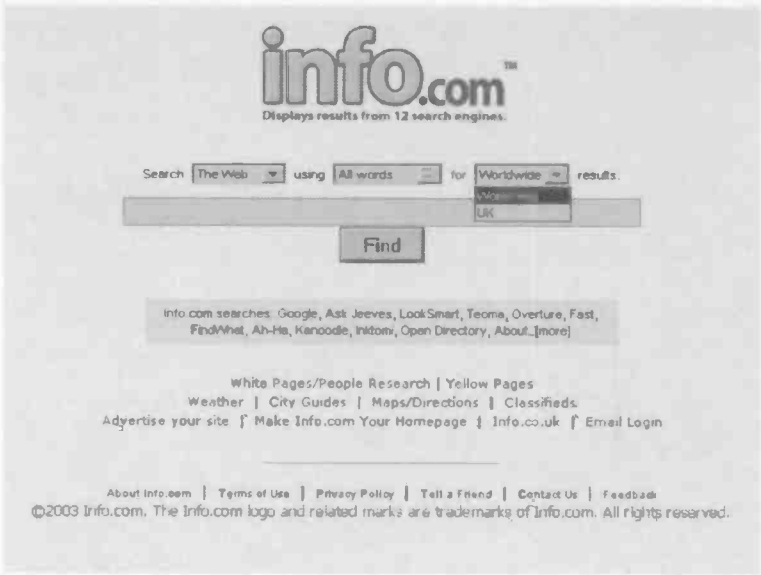 info.com™
Displays results from 12 search engines.
Search The Web using All words for Worldwide results.
UK
Find
Info.com searches: Google, Ask Jeeves, LookSmart, Teoma, Overture, Fast,
FindWhat, Ah-Ha, Kanoodle, Inktomi, Open Directory, About...[more]
White Pages/People Research | Yellow Pages
Weather | City Guides | Maps/Directions | Classifieds
Advertise your site | Make Info.com Your Homepage | Info.co.uk | Email Login
About Info.com | Terms of Use | Privacy Policy | Tell a Friend | Contact Us | Feedback
©2003 Info.com. The Info.com logo and related marks are trademarks of Info.com. All rights reserved.